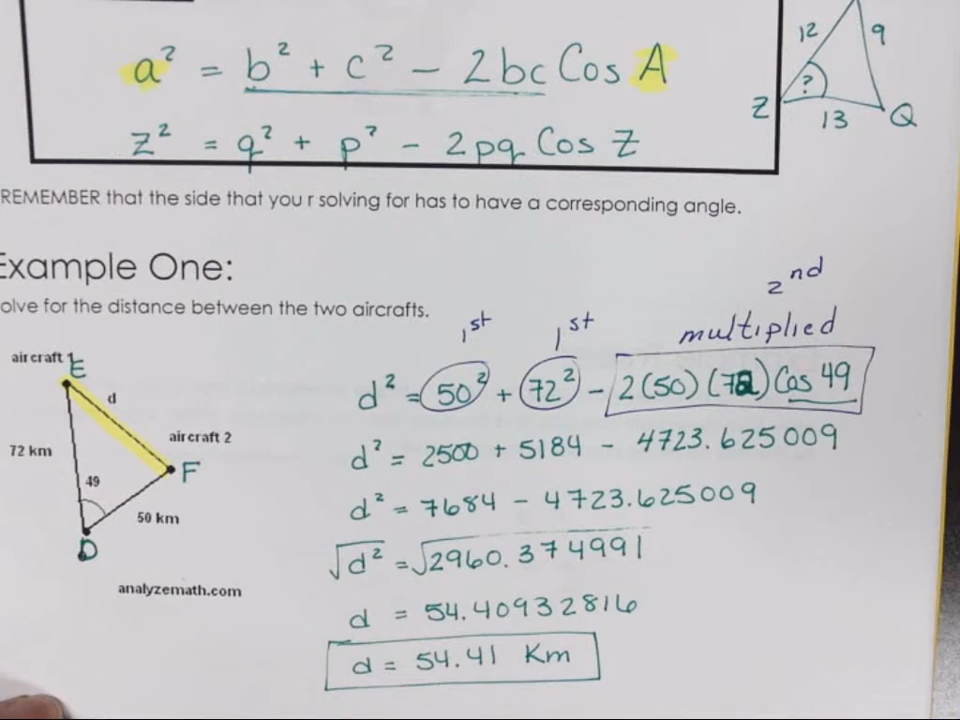 a² = b² + c² - 2bc Cos A
12
9
?
Z
13
Q
z² = q² + p² - 2pq Cos Z
REMEMBER that the side that you r solving for has to have a corresponding angle.
Example One:
olve for the distance between the two aircrafts.
1st
1st
2nd
multiplied
aircraft 1
E
d
72 km
aircraft 2
F
49
50 km
D
analyzemath.com
d² = 50² + 72² - 2(50)(72) Cos 49
d² = 2500 + 5184 - 4723.625009
d² = 7684 - 4723.625009
√d² = √2960.374991
d = 54.40932816
d = 54.41 Km